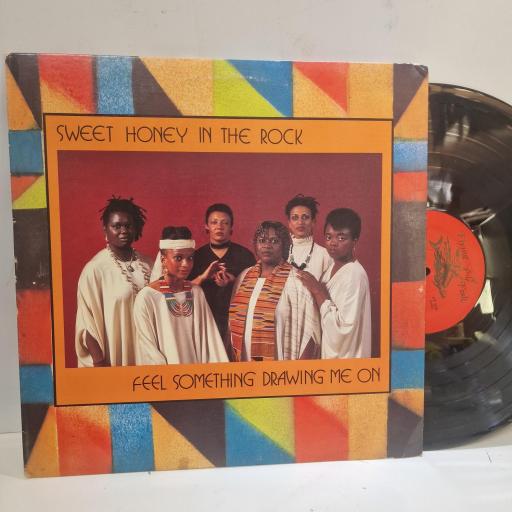 SWEET HONEY IN THE ROCK
FEEL SOMETHING DRAWING ME ON